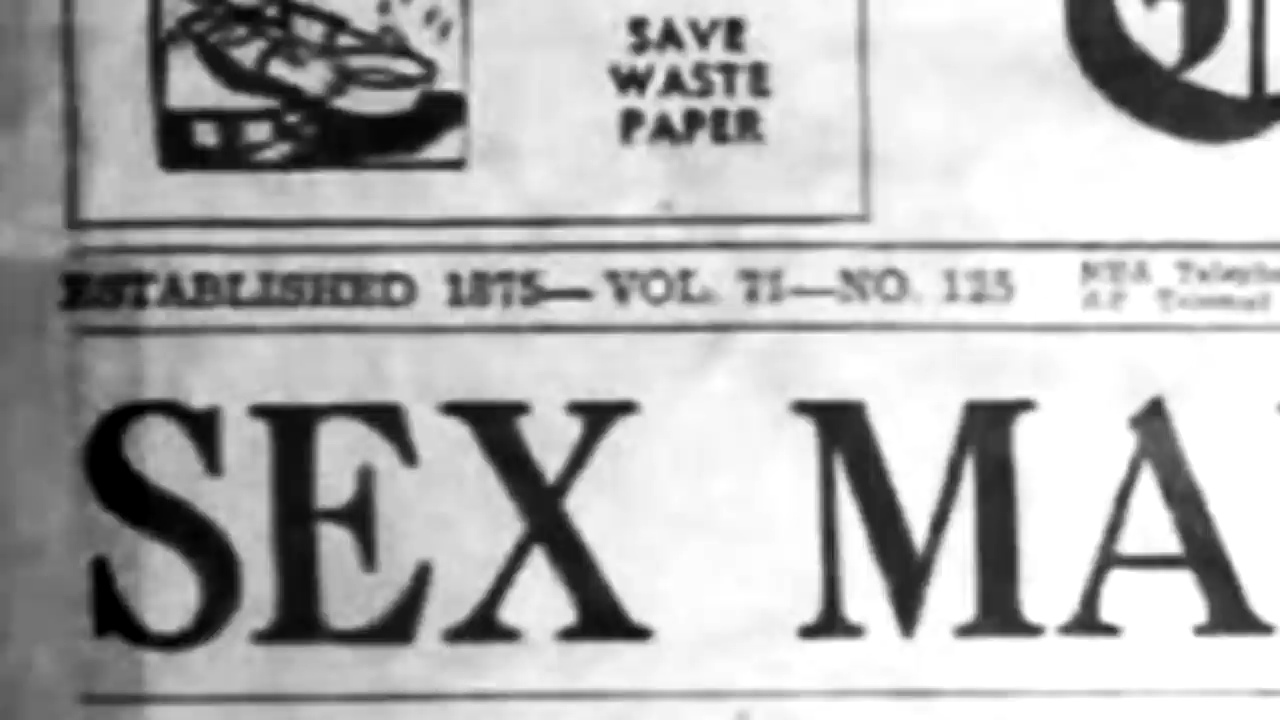 SAVE
WASTE
PAPER
ESTABLISHED 1875—VOL. 71—NO. 125
SEX MA